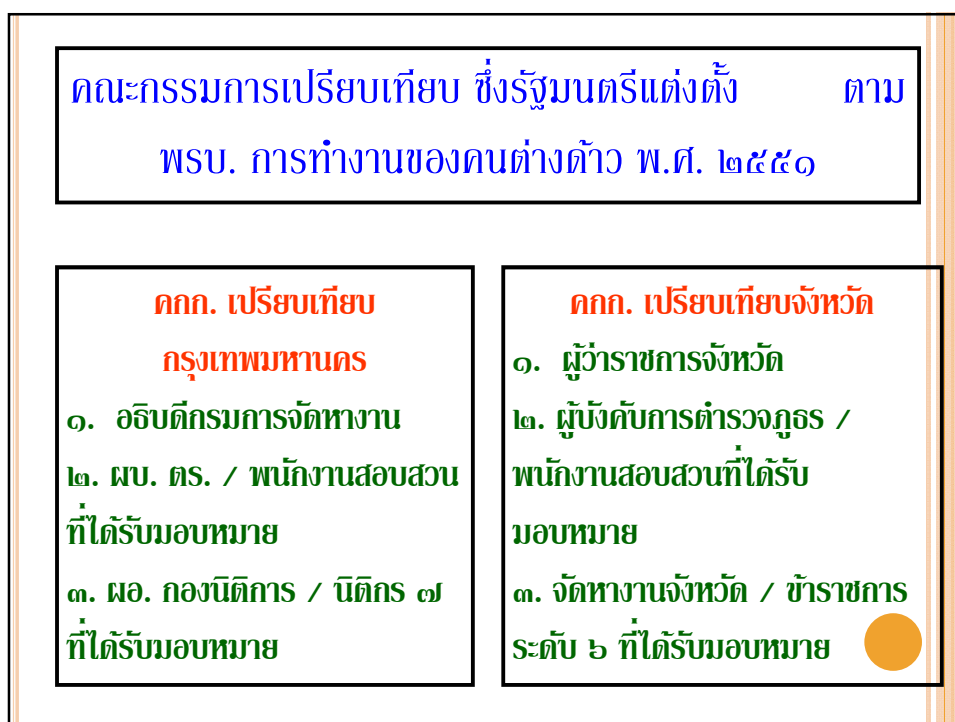 คณะกรรมการเปรียบเทียบ ซึ่งรัฐมนตรีแต่งตั้ง ตาม
พรบ. การทำงานของคนต่างด้าว พ.ศ. ๒๕๕๑
คกก. เปรียบเทียบ
กรุงเทพมหานคร
๑. อธิบดีกรมการจัดหางาน
๒. ผบ. ตร. / พนักงานสอบสวน
ที่ได้รับมอบหมาย
๓. ผอ. กองนิติการ / นิติกร ๗
ที่ได้รับมอบหมาย
คกก. เปรียบเทียบจังหวัด
๑. ผู้ว่าราชการจังหวัด
๒. ผู้บังคับการตำรวจภูธร /
พนักงานสอบสวนที่ได้รับ
มอบหมาย
๓. จัดหางานจังหวัด / ข้าราชการ
ระดับ ๖ ที่ได้รับมอบหมาย